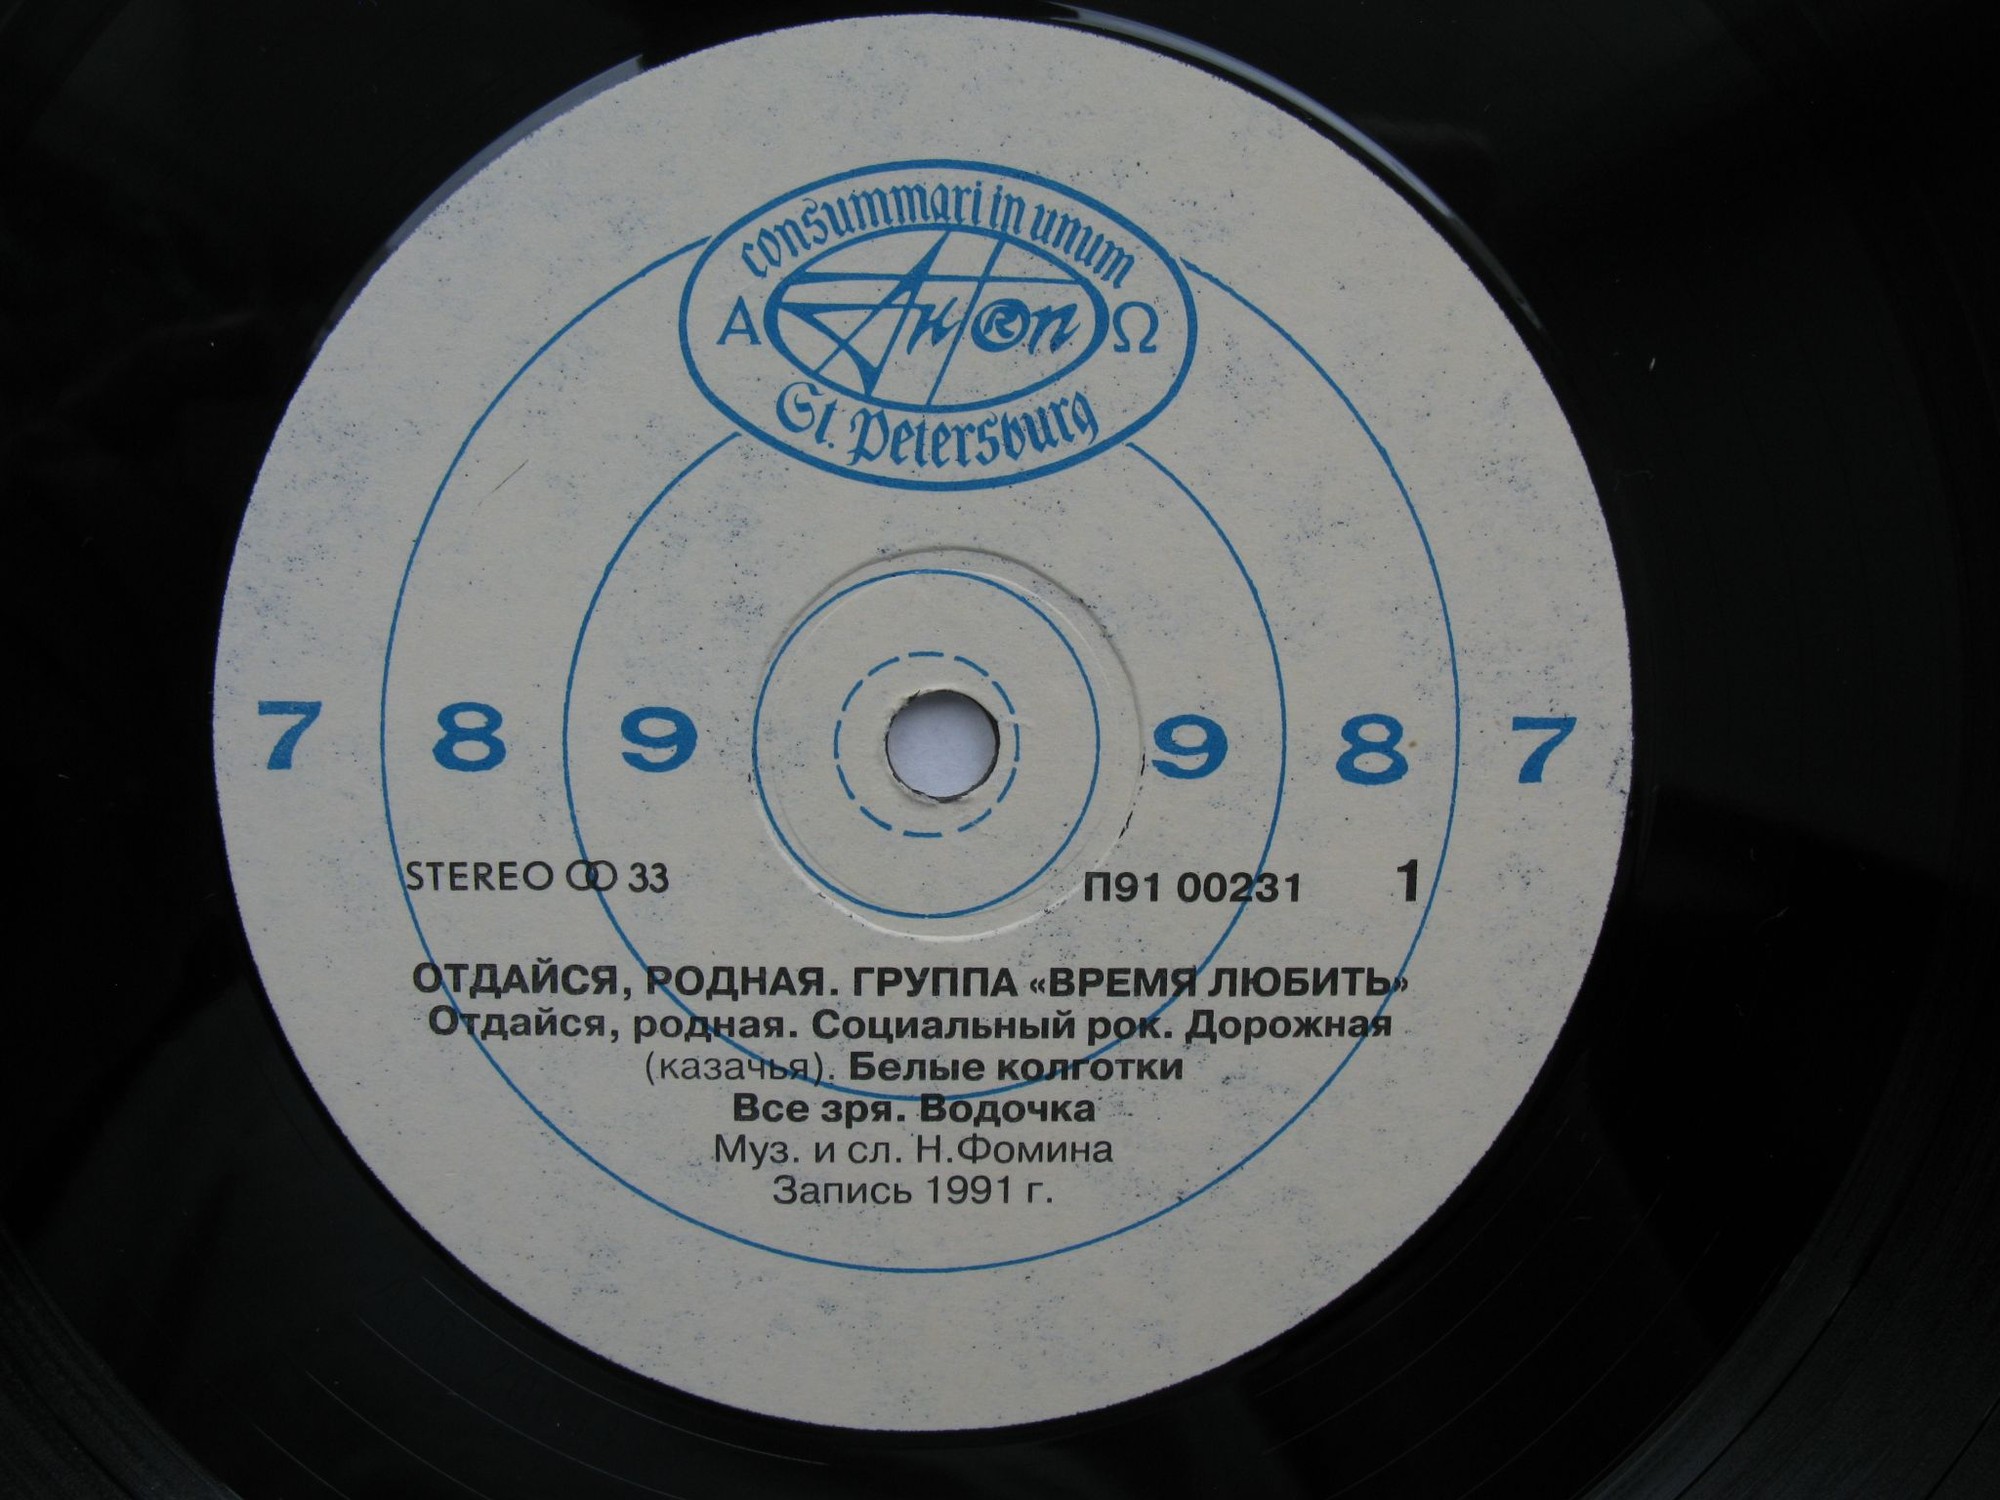 consummari in unum
А Антоп Ω
St. Petersburg
7 8 9 9 8 7
STEREO 33 П91 00231 1
ОТДАЙСЯ, РОДНАЯ. ГРУППА «ВРЕМЯ ЛЮБИТЬ»
Отдайся, родная. Социальный рок. Дорожная
(казачья). Белые колготки
Все зря. Водочка
Муз. и сл. Н.Фомина
Запись 1991 г.